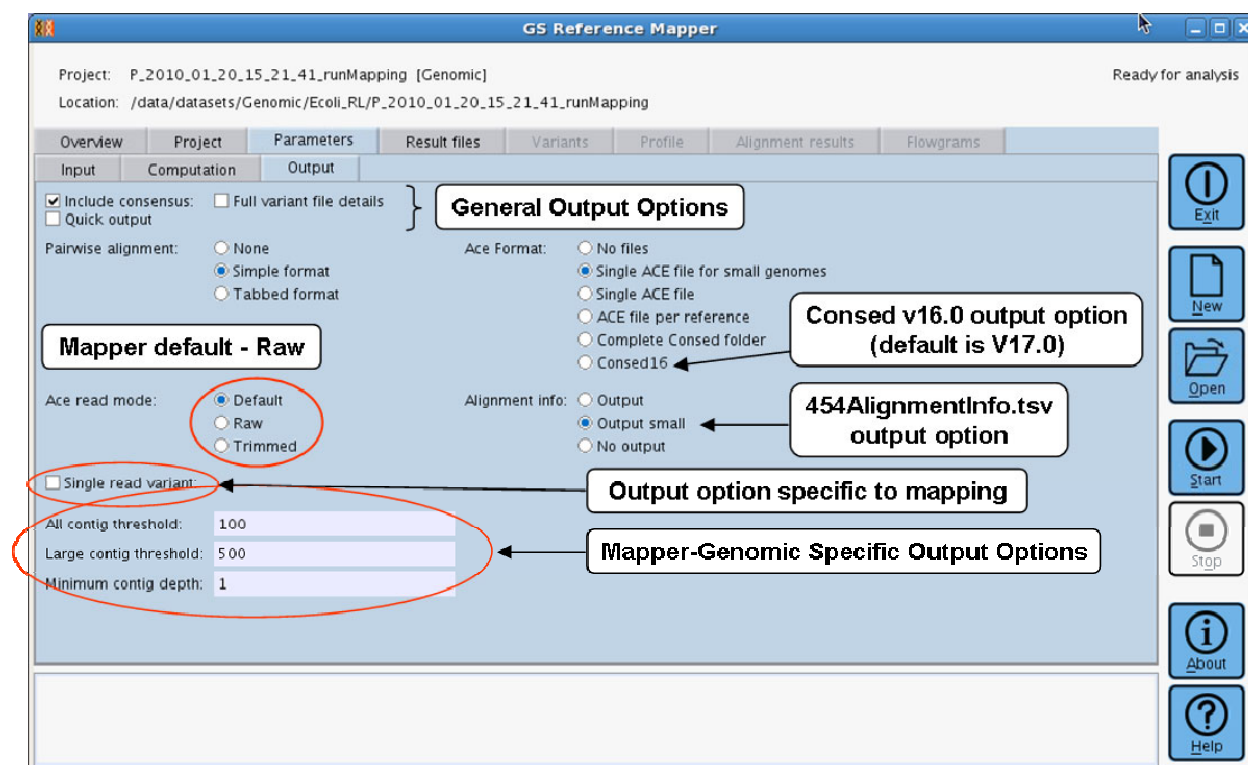 GS Reference Mapper
Project: P_2010_01_20_15_21_41_runMapping [Genomic]
Ready for analysis
Location: /data/datasets/Genomic/Ecoli_RL/P_2010_01_20_15_21_41_runMapping
Overview Project Parameters Result files Variants Profile Alignment results Flowgrams
Input Computation Output
Include consensus: Full variant file details
Quick output
General Output Options
Pairwise alignment: None
Simple format
Tabbed format
Ace Format: No files
Single ACE file for small genomes
Single ACE file
ACE file per reference
Complete Consed folder
Consed16
Consed v16.0 output option
(default is V17.0)
Mapper default - Raw
Ace read mode: Default
Raw
Trimmed
Alignment info: Output
Output small
No output
454AlignmentInfo.tsv
output option
Single read variant:
Output option specific to mapping
All contig threshold: 100
Large contig threshold: 500
Minimum contig depth: 1
Mapper-Genomic Specific Output Options
Exit
New
Open
Start
Stop
About
Help